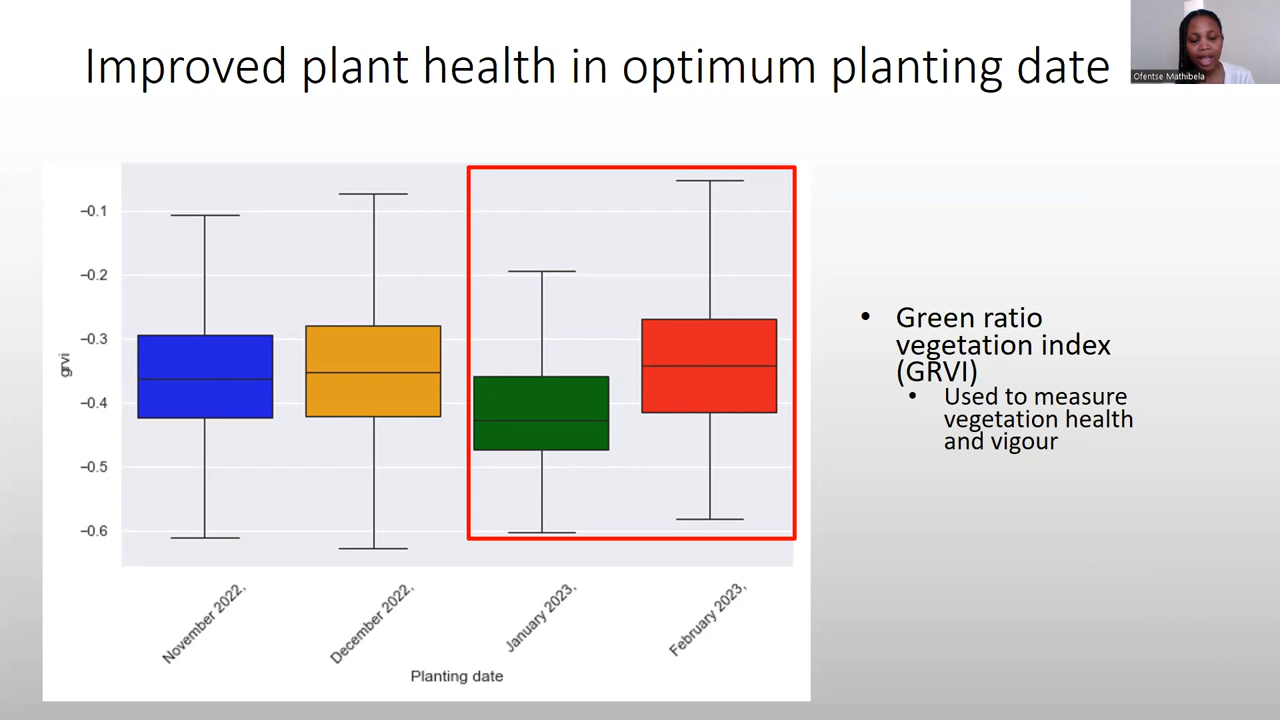 Improved plant health in optimum planting date
Ofentse Mathibela
−0.1
−0.2
−0.3
−0.4
−0.5
−0.6
grvi
November 2022,
December 2022,
January 2023,
February 2023,
Planting date
• Green ratio
vegetation index
(GRVI)
• Used to measure
vegetation health
and vigour